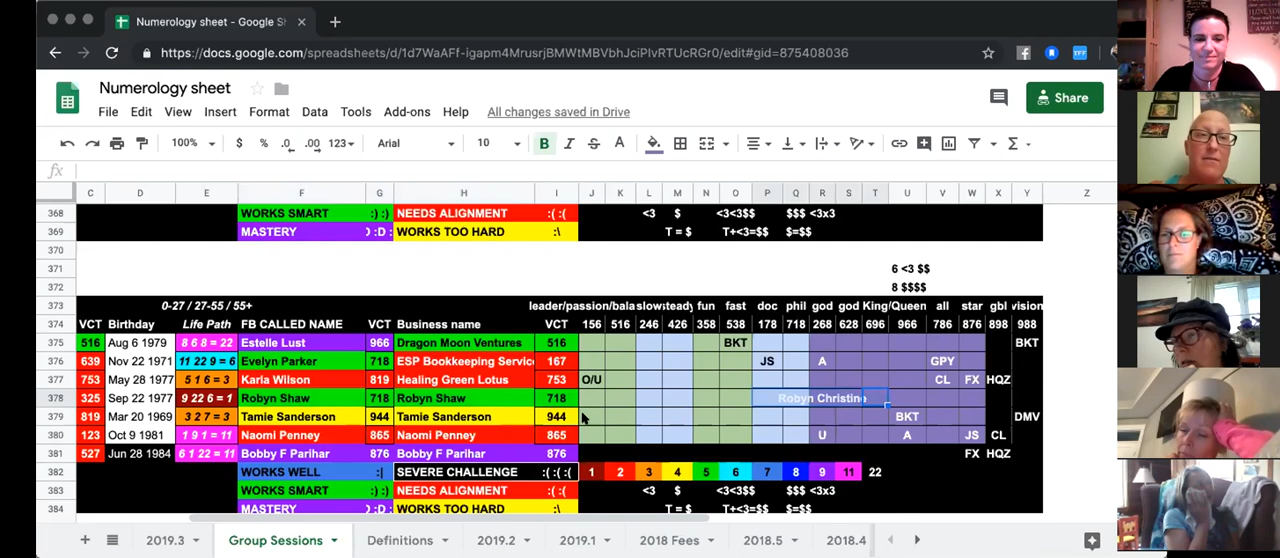 Numerology sheet - Google Sh
https://docs.google.com/spreadsheets/d/1d7WaAFf-igapm4MrusrjBMWtMBVbhJciPlvRTUcRGr0/edit#gid=875408036
Numerology sheet
File Edit View Insert Format Data Tools Add-ons Help All changes saved in Drive
Share
100% $ % .0 .00 123 Arial 10 B I S A
fx
C D E F G H I J K L M N O P Q R S T U V W X Y Z
368 WORKS SMART :) :) NEEDS ALIGNMENT :( :( <3 $ <3<3$$ $$$ <3x3
369 MASTERY :D :D WORKS TOO HARD :\ T = $ T+<3=$$ $=$$
370
371 6 <3 $$
372 8 $$$$
373 0-27 / 27-55 / 55+ leader/passion/balaslowsteady fun fast doc phil god god King/Queen all star gbl vision
374 VCT Birthday Life Path FB CALLED NAME VCT Business name VCT 156 516 246 426 358 538 178 718 268 628 696 966 786 876 898 988
375 516 Aug 6 1979 8 6 8 = 22 Estelle Lust 966 Dragon Moon Ventures 516 BKT BKT
376 639 Nov 22 1971 11 22 9 = 6 Evelyn Parker 718 ESP Bookkeeping Servic 167 JS A GPY
377 753 May 28 1977 5 1 6 = 3 Karla Wilson 819 Healing Green Lotus 753 O/U CL FX HQZ
378 325 Sep 22 1977 9 22 6 = 1 Robyn Shaw 718 Robyn Shaw 718 Robyn Christine
379 819 Mar 20 1969 3 2 7 = 3 Tamie Sanderson 944 Tamie Sanderson 944 BKT DMV
380 123 Oct 9 1981 1 9 1 = 11 Naomi Penney 865 Naomi Penney 865 U A JS CL
381 527 Jun 28 1984 6 1 22 = 11 Bobby F Parihar 876 Bobby F Parihar 876 FX HQZ
382 WORKS WELL :| SEVERE CHALLENGE :( :( :( 1 2 3 4 5 6 7 8 9 11 22
383 WORKS SMART :) :) NEEDS ALIGNMENT :( :( <3 $ <3<3$$ $$$ <3x3
384 MASTERY :D :D WORKS TOO HARD :\ T = $ T+<3=$$ $=$$
2019.3 Group Sessions Definitions 2019.2 2019.1 2018 Fees 2018.5 2018.4